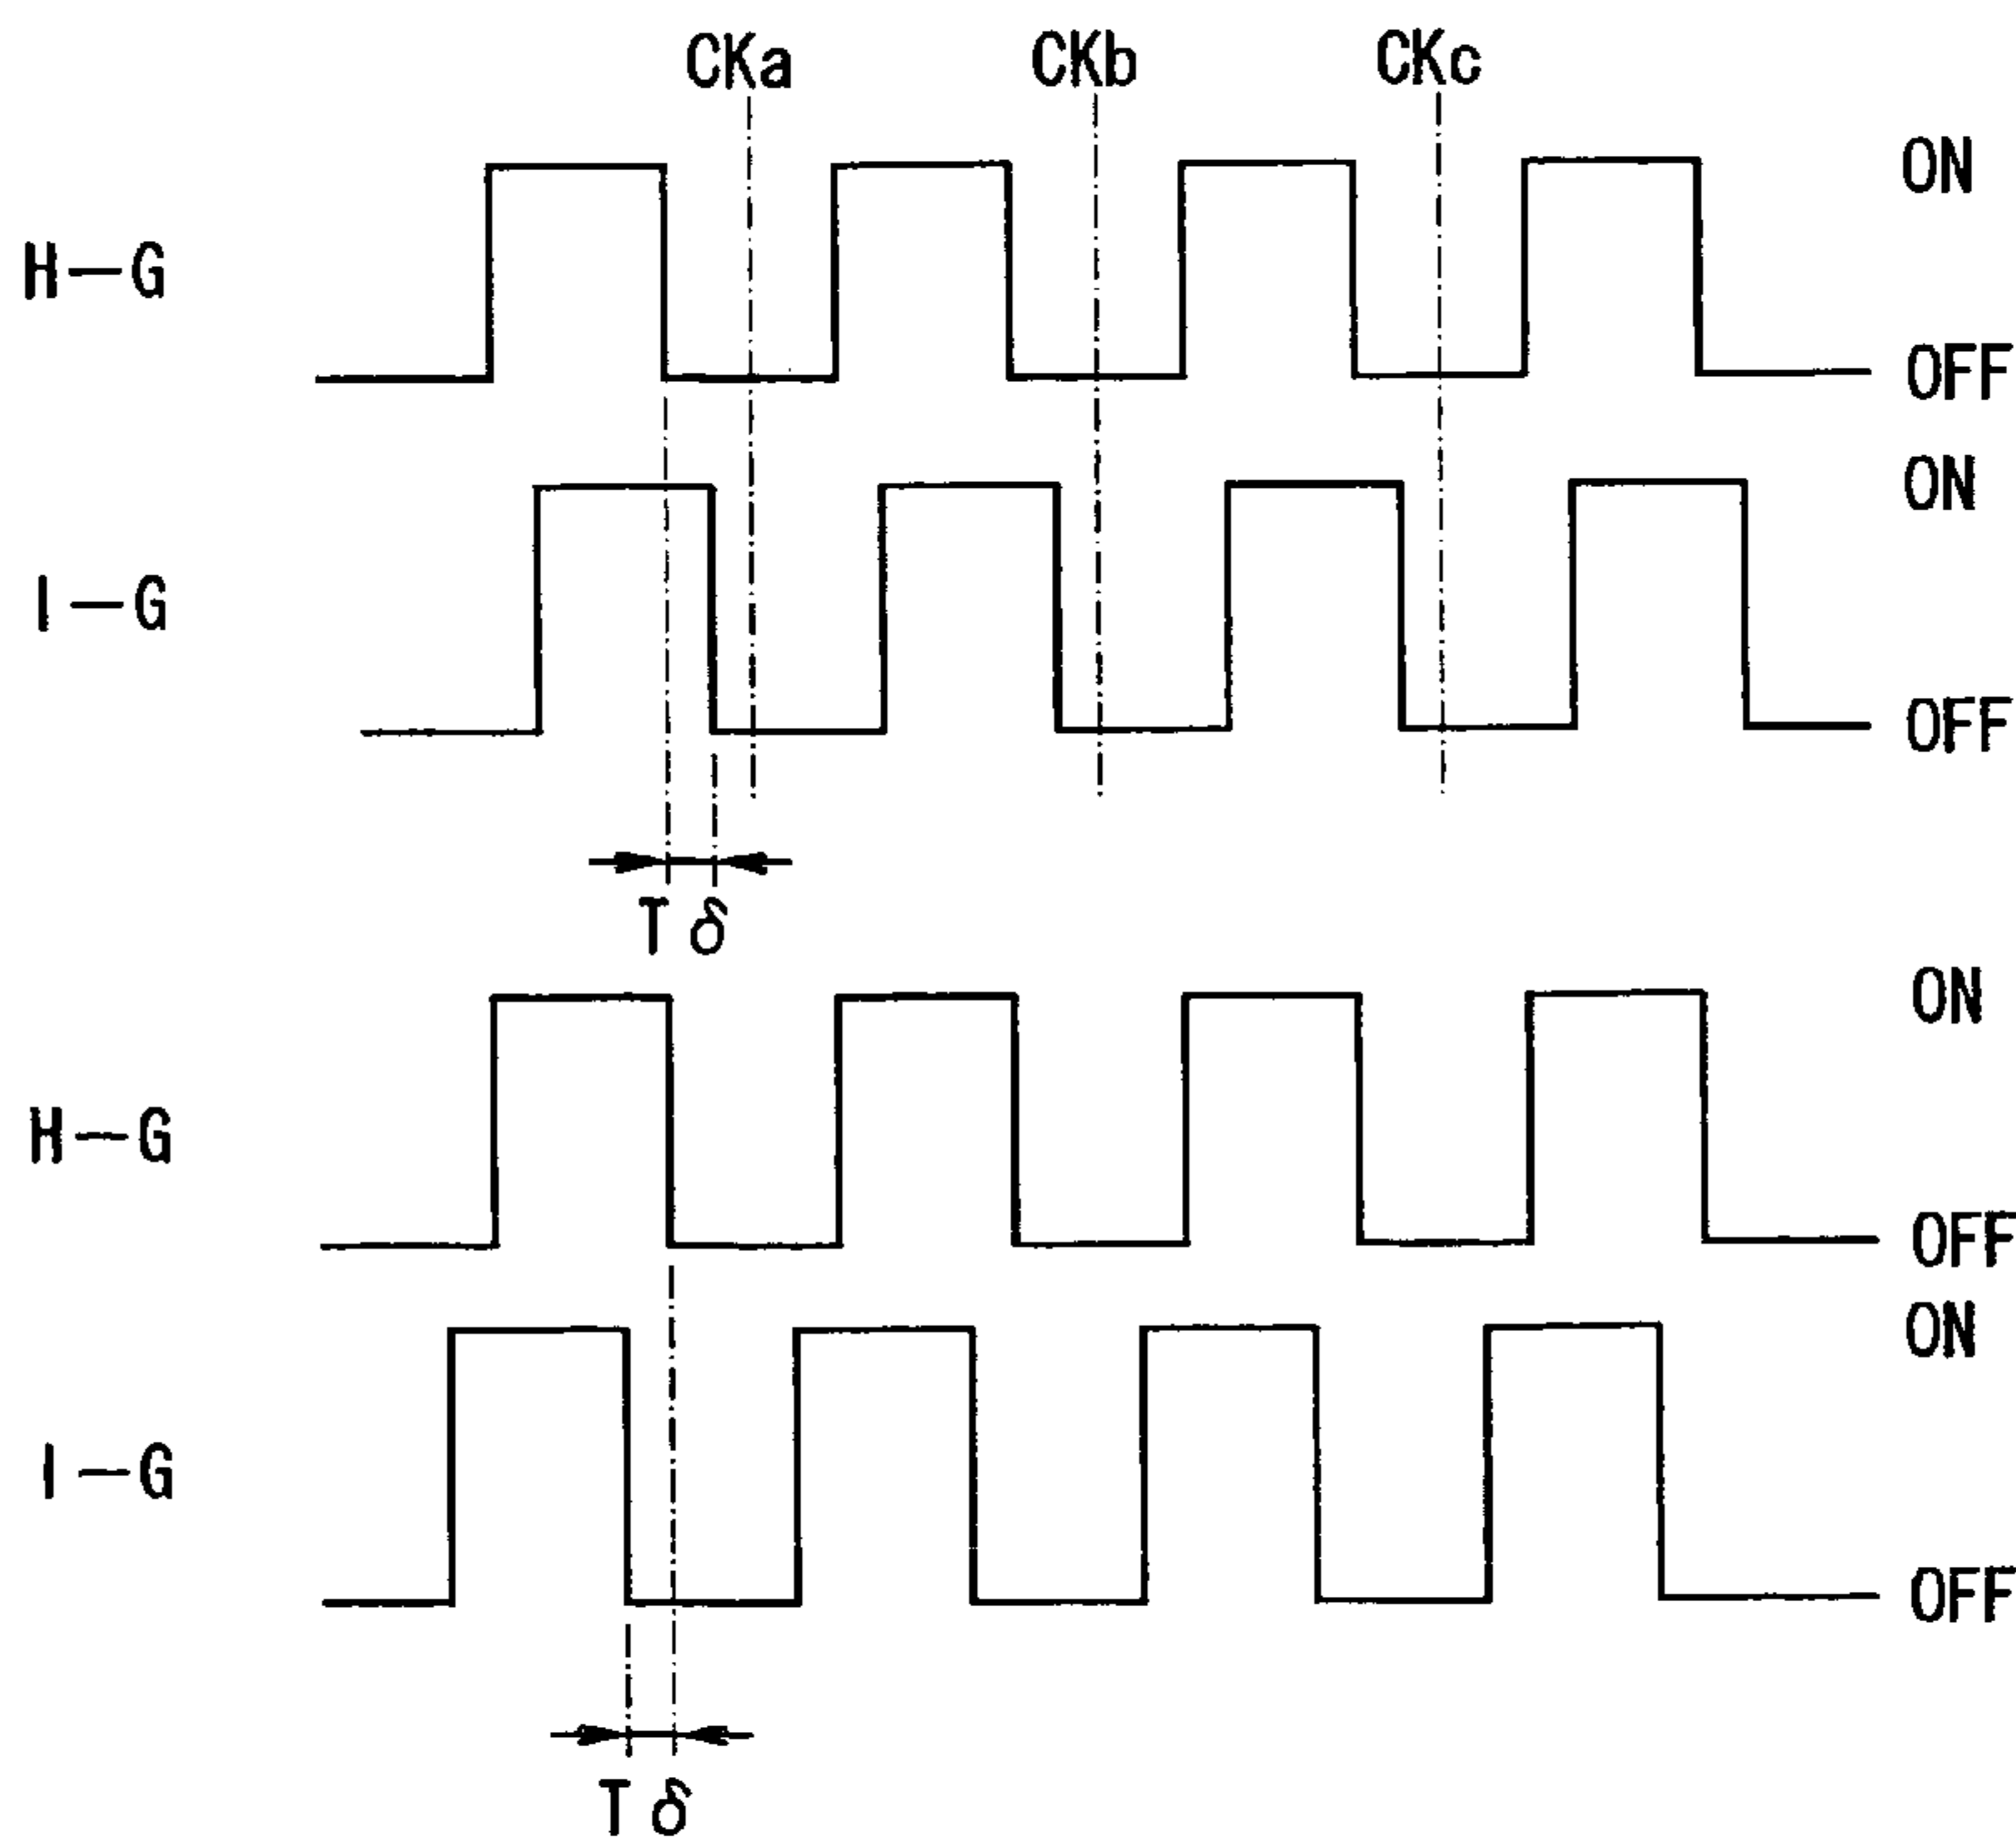 CKa CKb CKc
ON
H-G
OFF
ON
I-G
OFF
Tδ
ON
H-G
OFF
ON
I-G
OFF
Tδ